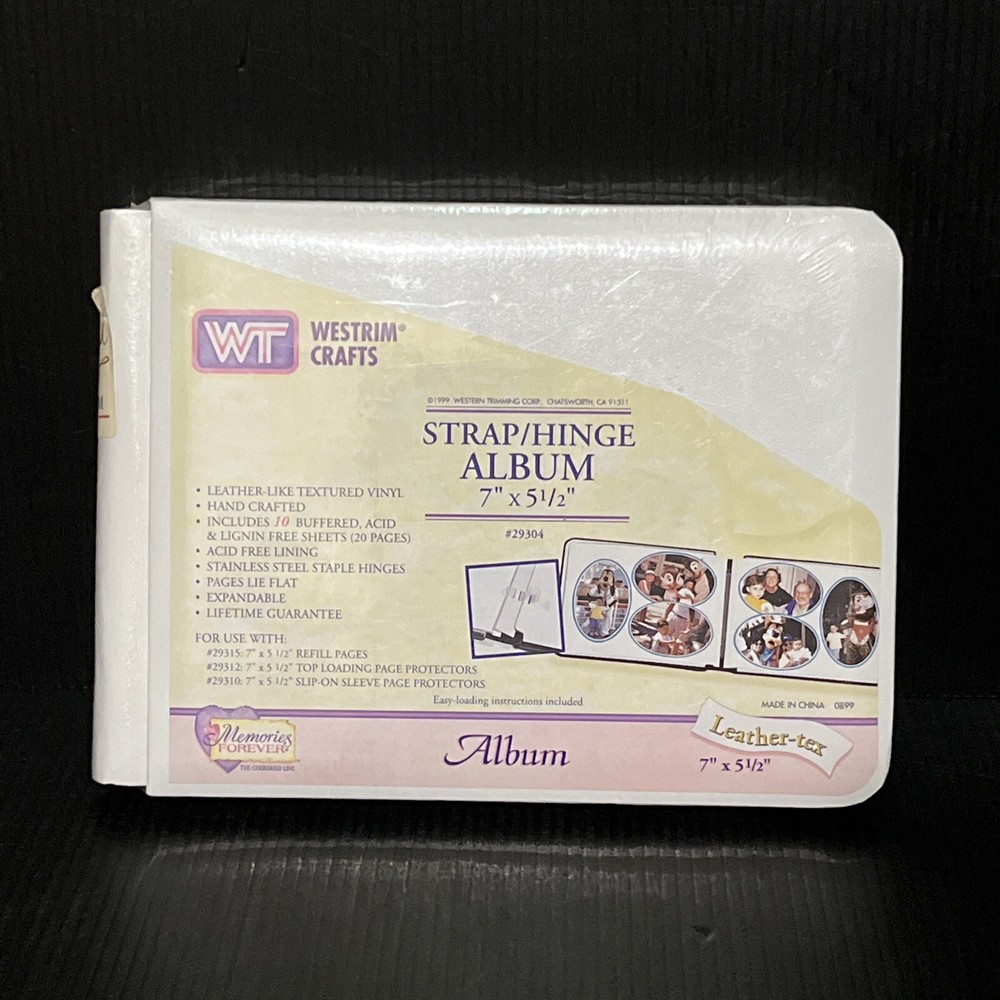 WT
WESTRIM®
CRAFTS
©1999 WESTERN TRIMMING CORP., CHATSWORTH, CA 91311
STRAP/HINGE
ALBUM
7" x 5 1/2"
#29304
• LEATHER-LIKE TEXTURED VINYL
• HAND CRAFTED
• INCLUDES 10 BUFFERED, ACID
& LIGNIN FREE SHEETS (20 PAGES)
• ACID FREE LINING
• STAINLESS STEEL STAPLE HINGES
• PAGES LIE FLAT
• EXPANDABLE
• LIFETIME GUARANTEE
FOR USE WITH:
#29315: 7" x 5 1/2" REFILL PAGES
#29312: 7" x 5 1/2" TOP LOADING PAGE PROTECTORS
#29310: 7" x 5 1/2" SLIP-ON SLEEVE PAGE PROTECTORS
Easy-loading instructions included
MADE IN CHINA 0899
Memories
FOREVER®
THE CHERISHED LINE
Album
Leather-tex
7" x 5 1/2"